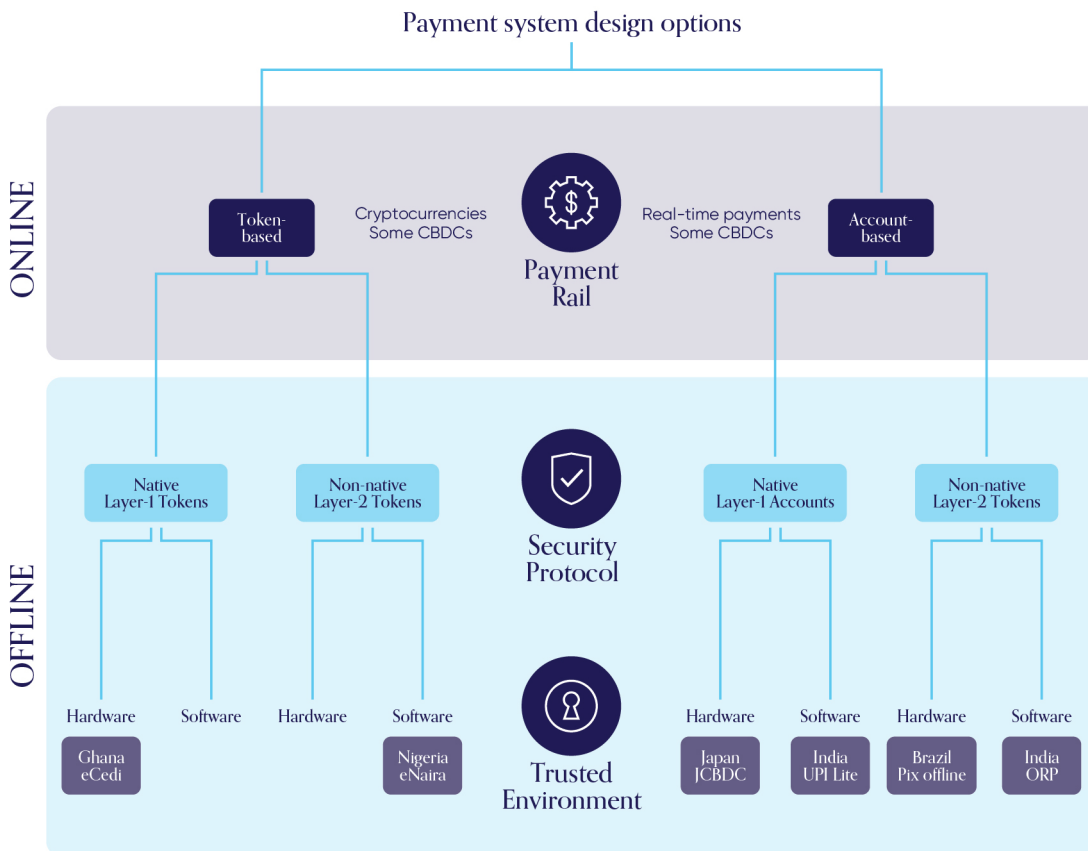 Payment system design options
ONLINE
Token-
based
Cryptocurrencies
Some CBDCs
$
Payment
Rail
Real-time payments
Some CBDCs
Account-
based
OFFLINE
Native
Layer-1 Tokens
Non-native
Layer-2 Tokens
Security
Protocol
Native
Layer-1 Accounts
Non-native
Layer-2 Tokens
Hardware
Software
Hardware
Software
Ghana
eCedi
Nigeria
eNaira
Trusted
Environment
Hardware
Software
Hardware
Software
Japan
JCBDC
India
UPI Lite
Brazil
Pix offline
India
ORP